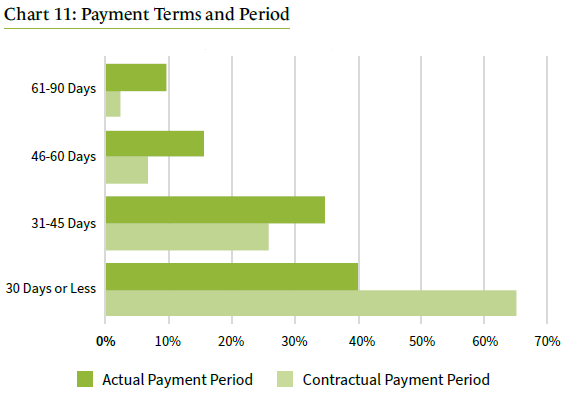 Chart 11: Payment Terms and Period
61-90 Days
46-60 Days
31-45 Days
30 Days or Less
0% 10% 20% 30% 40% 50% 60% 70%
Actual Payment Period Contractual Payment Period